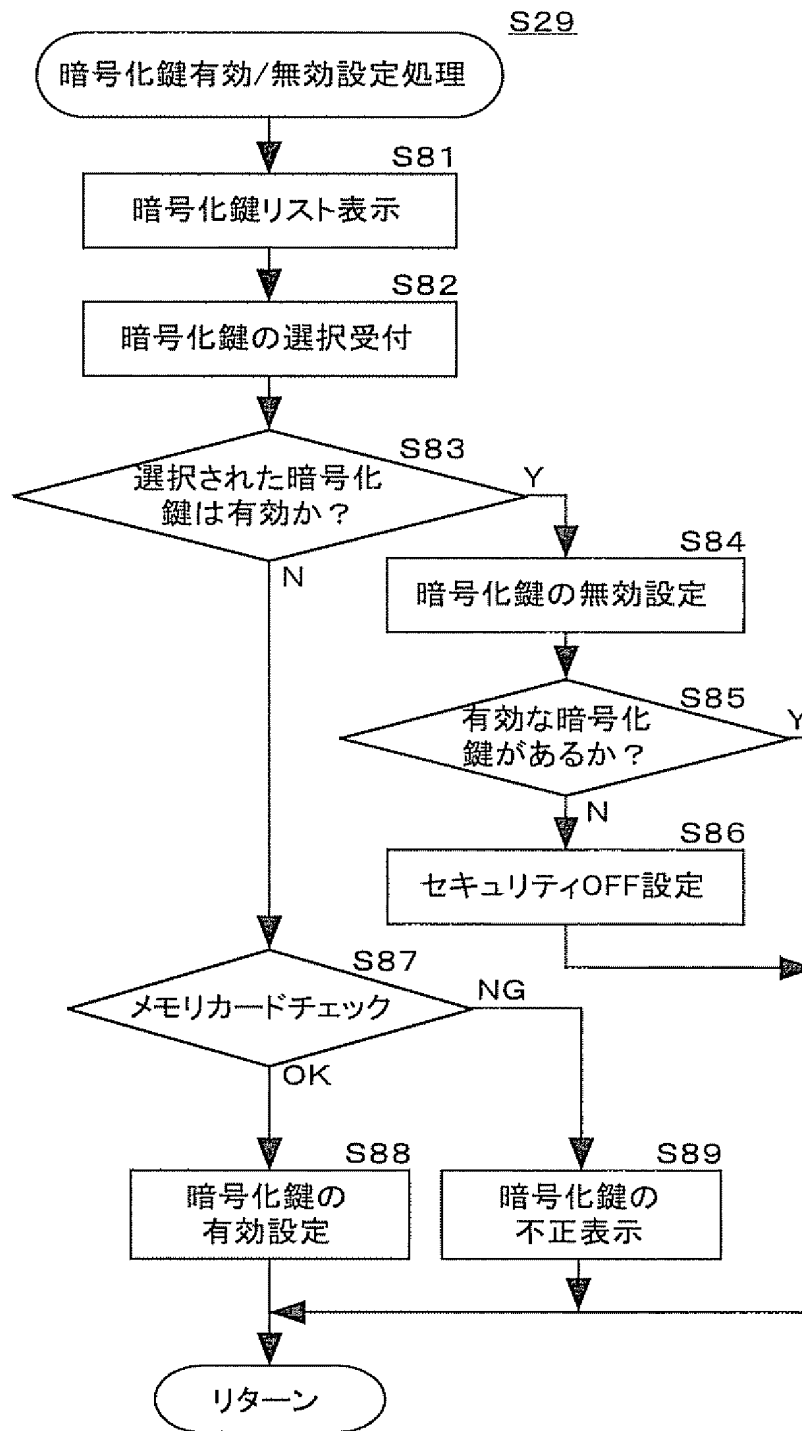 S29
暗号化鍵有効/無効設定処理
S81
暗号化鍵リスト表示
S82
暗号化鍵の選択受付
S83
選択された暗号化
鍵は有効か？
Y
N
S84
暗号化鍵の無効設定
S85
有効な暗号化
鍵があるか？
Y
N
S86
セキュリティOFF設定
S87
メモリカードチェック
NG
OK
S88
暗号化鍵の
有効設定
S89
暗号化鍵の
不正表示
リターン